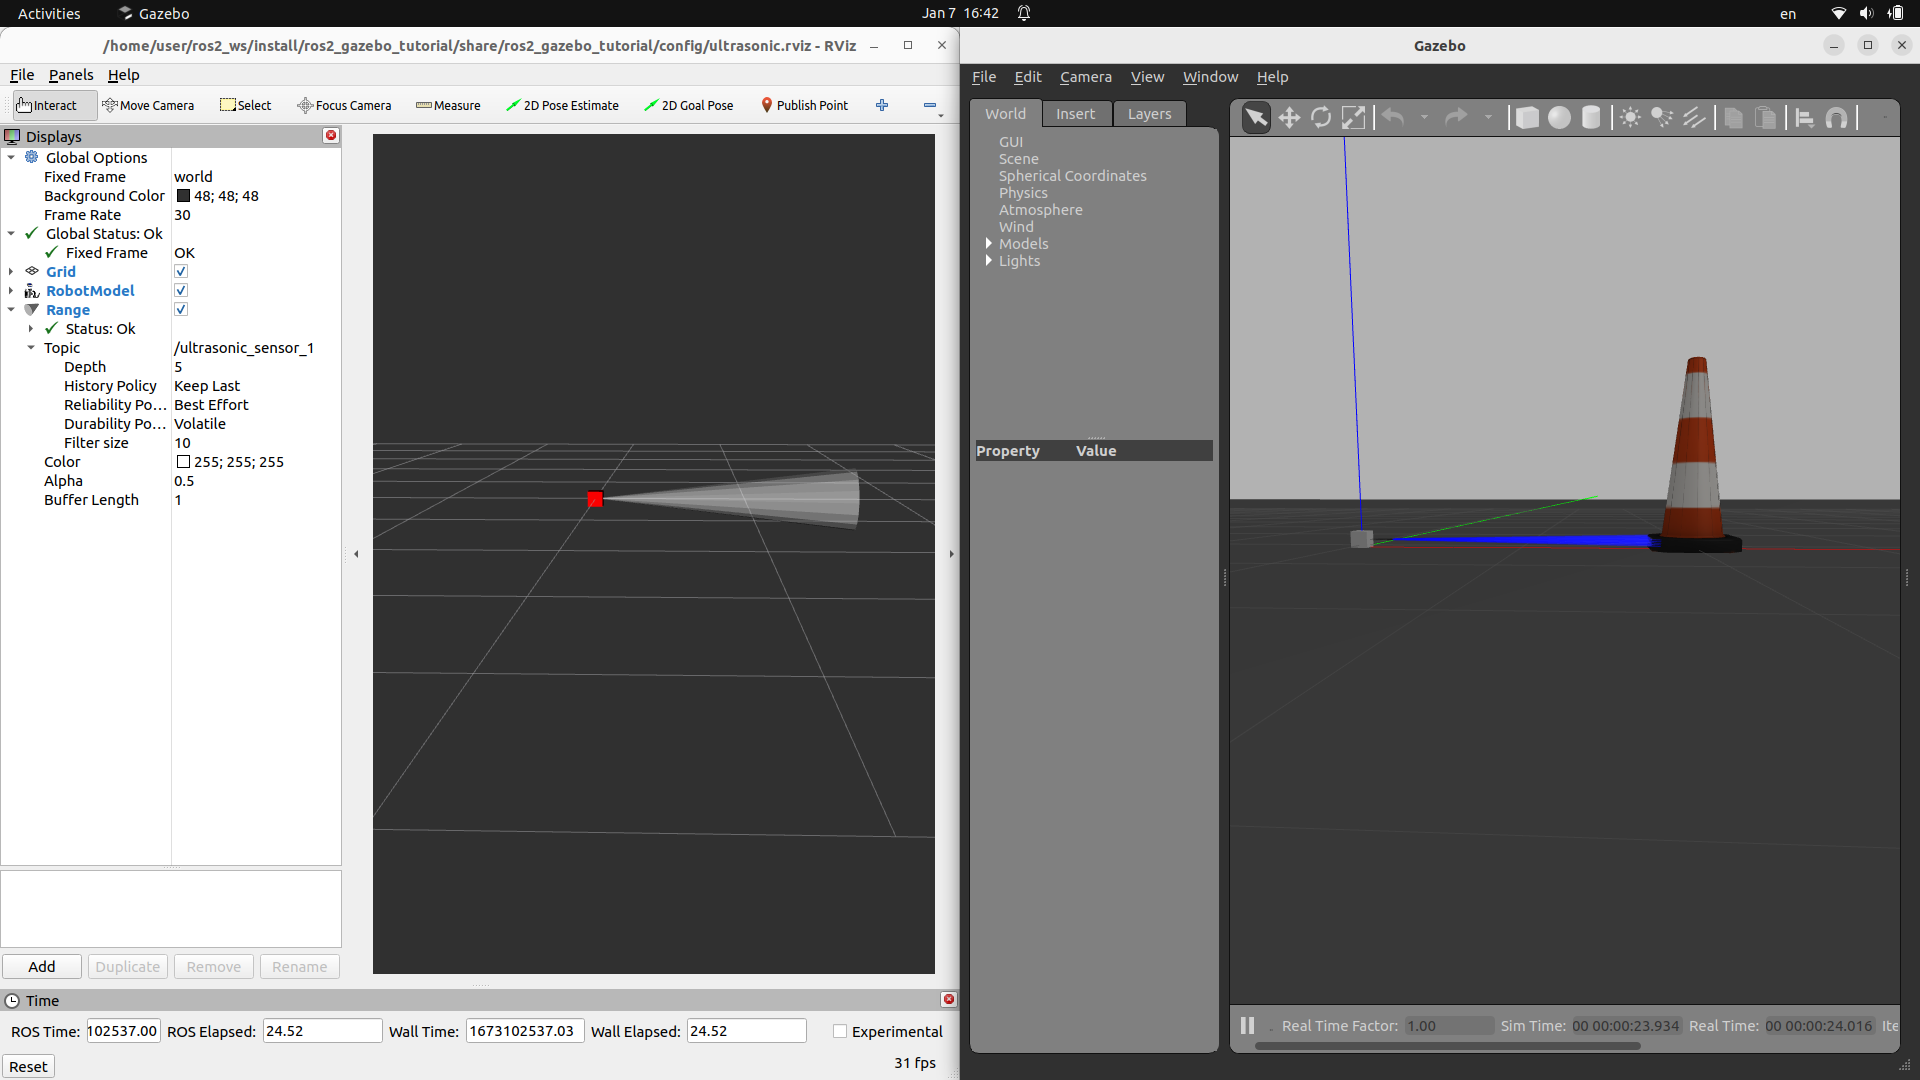 Activities Gazebo Jan 7 16:42 en
/home/user/ros2_ws/install/ros2_gazebo_tutorial/share/ros2_gazebo_tutorial/config/ultrasonic.rviz - RViz
File Panels Help
Interact Move Camera Select Focus Camera Measure 2D Pose Estimate 2D Goal Pose Publish Point
Displays
Global Options
Fixed Frame world
Background Color 48; 48; 48
Frame Rate 30
Global Status: Ok
Fixed Frame OK
Grid
RobotModel
Range
Status: Ok
Topic /ultrasonic_sensor_1
Depth 5
History Policy Keep Last
Reliability Po... Best Effort
Durability Po... Volatile
Filter size 10
Color 255; 255; 255
Alpha 0.5
Buffer Length 1
Add Duplicate Remove Rename
Time
ROS Time: 102537.00 ROS Elapsed: 24.52 Wall Time: 1673102537.03 Wall Elapsed: 24.52 Experimental
Reset 31 fps
Gazebo
File Edit Camera View Window Help
World Insert Layers
GUI
Scene
Spherical Coordinates
Physics
Atmosphere
Wind
Models
Lights
Property Value
Real Time Factor: 1.00 Sim Time: 00 00:00:23.934 Real Time: 00 00:00:24.016 Ite